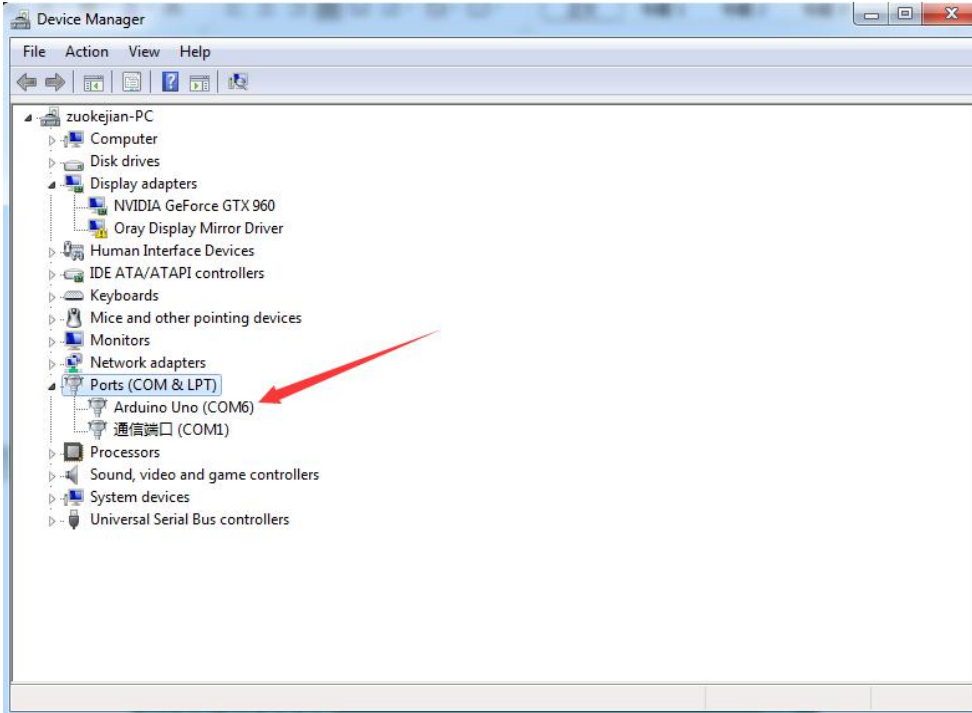 Device Manager
File Action View Help
zuokejian-PC
Computer
Disk drives
Display adapters
NVIDIA GeForce GTX 960
Oray Display Mirror Driver
Human Interface Devices
IDE ATA/ATAPI controllers
Keyboards
Mice and other pointing devices
Monitors
Network adapters
Ports (COM & LPT)
Arduino Uno (COM6)
通信端口 (COM1)
Processors
Sound, video and game controllers
System devices
Universal Serial Bus controllers